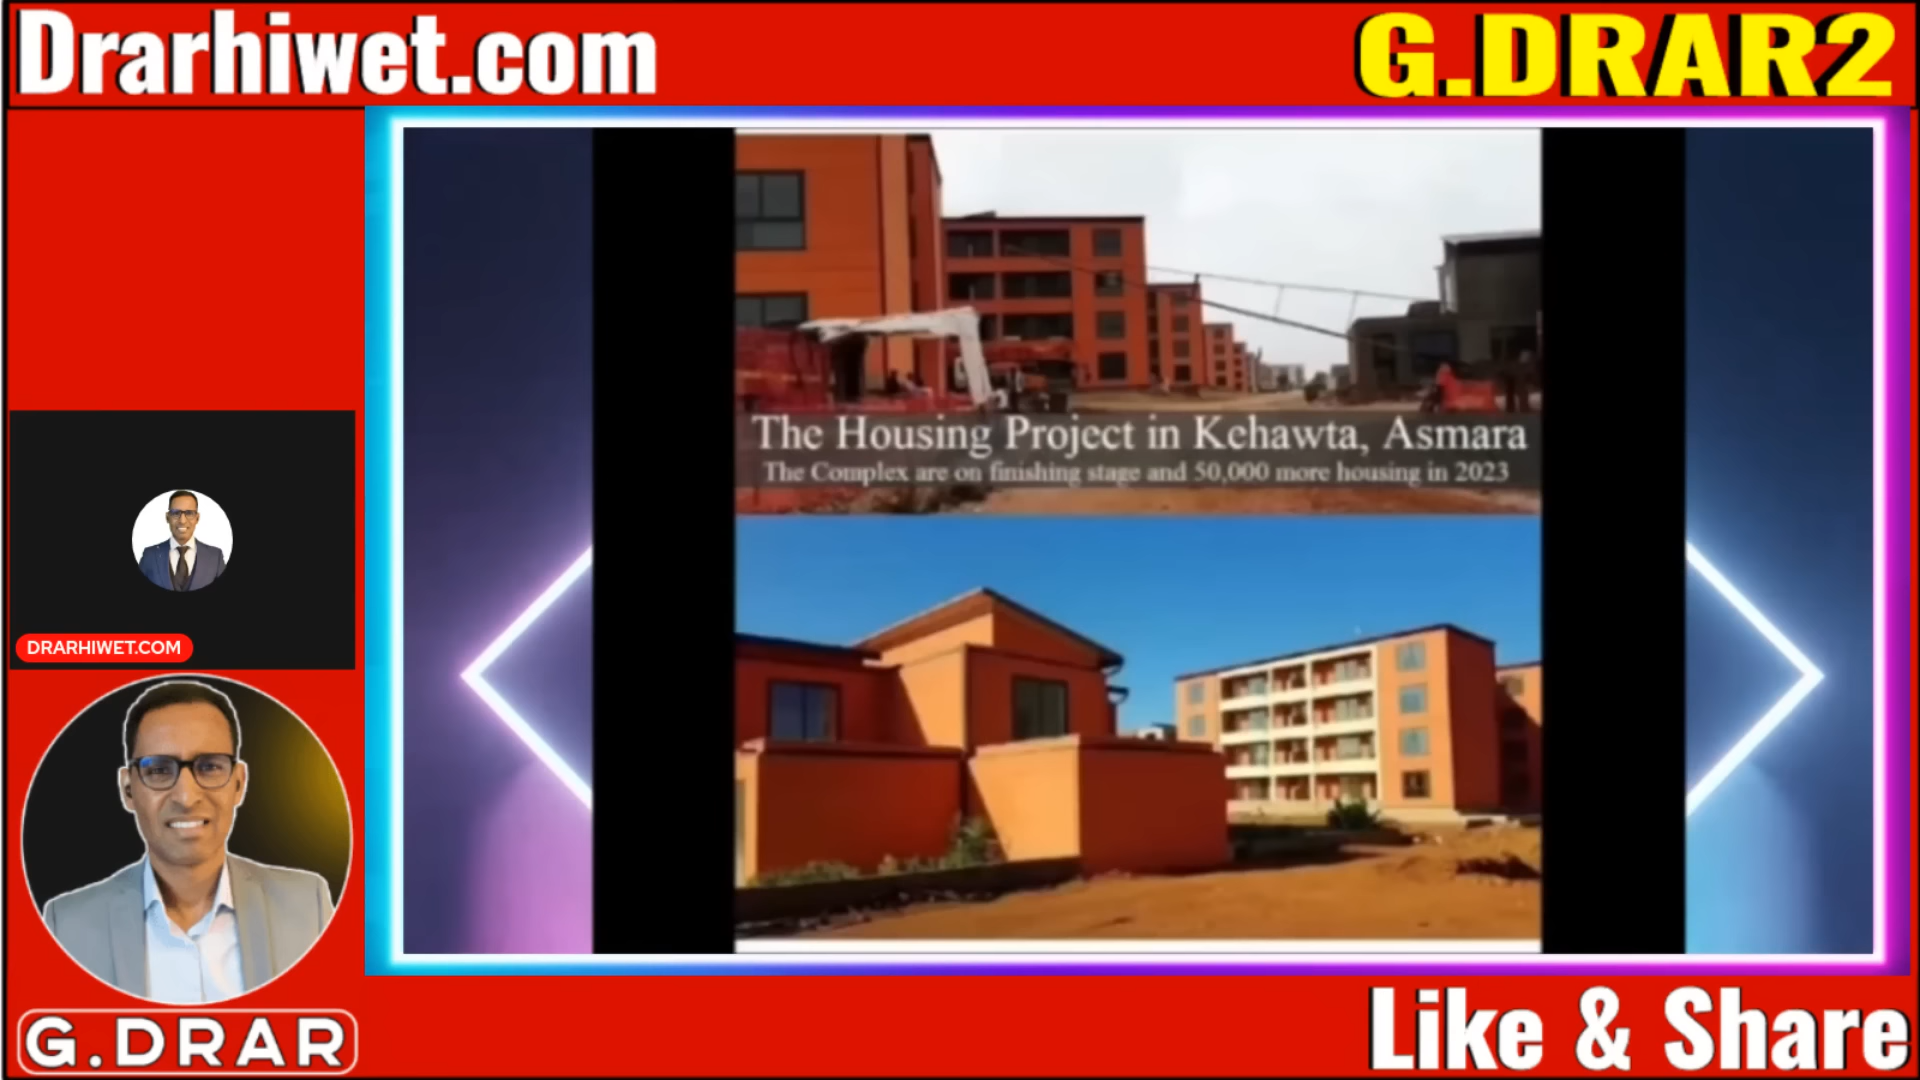 Drarhiwet.com
G.DRAR2
The Housing Project in Kehawta, Asmara
The Complex are on finishing stage and 50,000 more housing in 2023
DRARHIWET.COM
G.DRAR
Like & Share